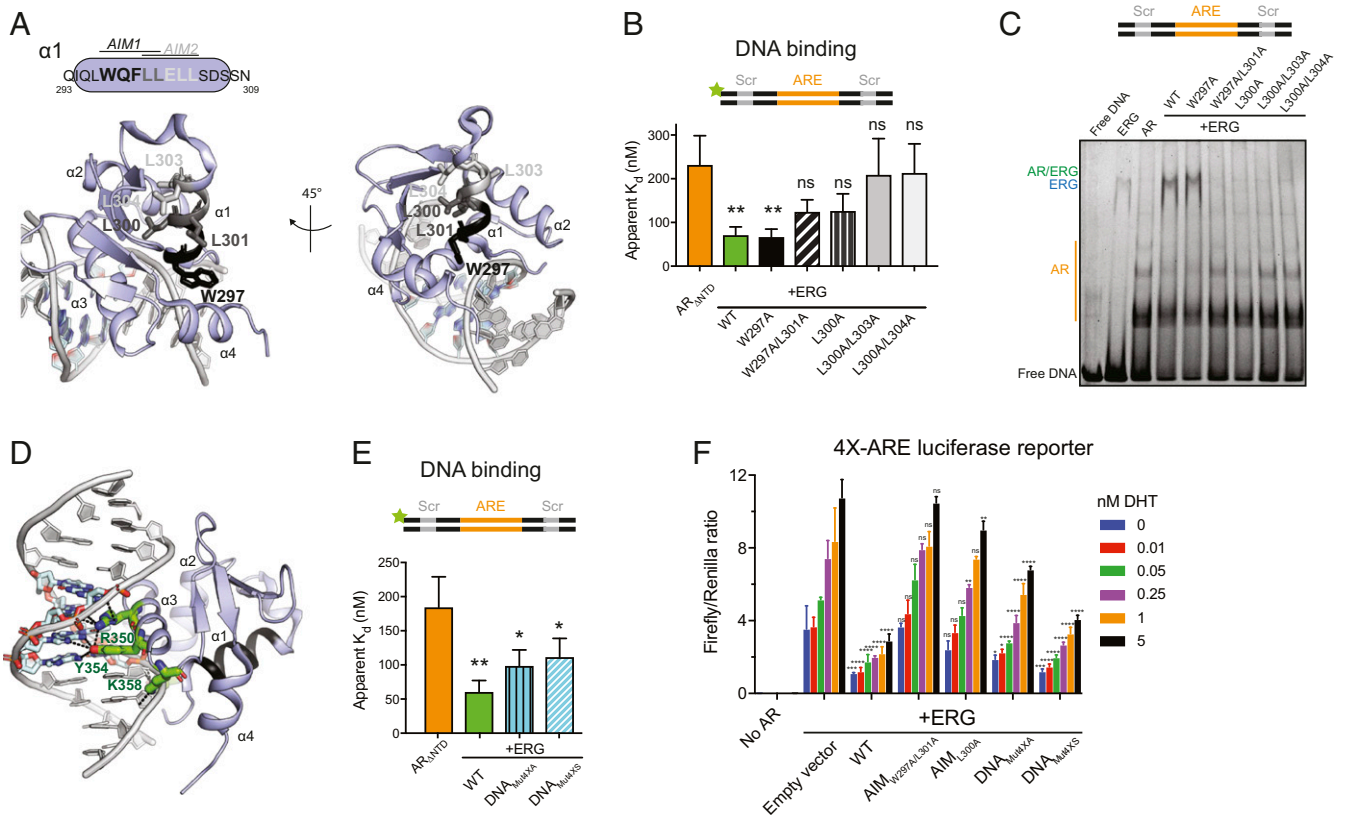 A
α1
AIM1
AIM2
QIQLWQFLLELLSDSSN
293
309
L303
α2
L304
L300
α1
L301
W297
α3
α4
45°
L303
L304
L300
α2
L301
α1
W297
α4
B
DNA binding
Scr
ARE
Scr
Apparent Kd (nM)
300
200
100
0
**
**
ns
ns
ns
ns
ARΔNTD
+ERG
WT
W297A
W297A/L301A
L300A
L300A/L303A
L300A/L304A
C
Scr
ARE
Scr
Free DNA
ERG
AR
WT
W297A
W297A/L301A
L300A
L300A/L303A
L300A/L304A
+ERG
AR/ERG
ERG
AR
Free DNA
D
α2
α3
α1
R350
Y354
K358
α4
E
DNA binding
Scr
ARE
Scr
Apparent Kd (nM)
250
200
150
100
50
0
**
*
*
ARΔNTD
+ERG
WT
DNAMut4XA
DNAMut4XS
F
4X-ARE luciferase reporter
Firefly/Renilla ratio
12
8
4
0
nM DHT
0
0.01
0.05
0.25
1
5
No AR
+ERG
Empty vector
WT
AIMW297A/L301A
AIML300A
DNAMut4XA
DNAMut4XS